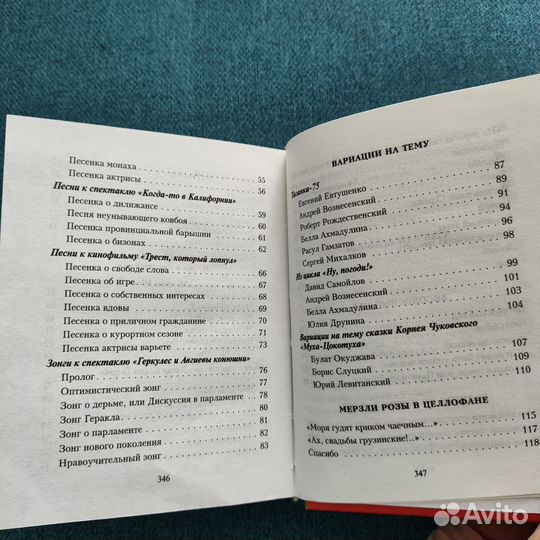 Песенка монаха . . . . . . . . . . . . . . . . . . . . 55
Песенка актрисы . . . . . . . . . . . . . . . . . . . 56
Песни к спектаклю «Когда-то в Калифорнии»
Песенка о дилижансе . . . . . . . . . . . . . . . . 59
Песня неунывающего ковбоя . . . . . . . . . . . 60
Песенка провинциальной барышни . . . . . . . 61
Песенка о бизонах . . . . . . . . . . . . . . . . . . 62
Песни к кинофильму «Трест, который лопнул»
Песенка о свободе слова . . . . . . . . . . . . . . 66
Песенка об игре . . . . . . . . . . . . . . . . . . . 67
Песенка о собственных интересах . . . . . . . . 68
Песенка вдовы . . . . . . . . . . . . . . . . . . . . 69
Песенка о приличном гражданине . . . . . . . . 70
Песенка о курортном сезоне . . . . . . . . . . . 71
Песенка актрисы варьете . . . . . . . . . . . . . 73
Зонги к спектаклю «Геркулес и Авгиевы конюшни»
Пролог . . . . . . . . . . . . . . . . . . . . . . . . . 76
Оптимистический зонг . . . . . . . . . . . . . . . 77
Зонг о дерьме, или Дискуссия в парламенте . . 78
Зонг Геракла . . . . . . . . . . . . . . . . . . . . . 80
Зонг о парламенте . . . . . . . . . . . . . . . . . 81
Зонг нового поколения . . . . . . . . . . . . . . 82
Нравоучительный зонг . . . . . . . . . . . . . . 83
346
ВАРИАЦИИ НА ТЕМУ
Таганка-75
Евгений Евтушенко . . . . . . . . . . . . . . . . . 87
Андрей Вознесенский . . . . . . . . . . . . . . . . 89
Роберт Рождественский . . . . . . . . . . . . . . . 91
Белла Ахмадулина . . . . . . . . . . . . . . . . . . 94
Расул Гамзатов . . . . . . . . . . . . . . . . . . . . 96
Сергей Михалков . . . . . . . . . . . . . . . . . . . 98
Из цикла «Ну, погоди!»
Давид Самойлов . . . . . . . . . . . . . . . . . . . 99
Андрей Вознесенский . . . . . . . . . . . . . . . . 101
Белла Ахмадулина . . . . . . . . . . . . . . . . . . 103
Юлия Друнина . . . . . . . . . . . . . . . . . . . . 104
Вариации на тему сказки Корнея Чуковского
«Муха-Цокотуха»
Булат Окуджава . . . . . . . . . . . . . . . . . . . 107
Борис Слуцкий . . . . . . . . . . . . . . . . . . . . 109
Юрий Левитанский . . . . . . . . . . . . . . . . . 110
МЕРЗЛИ РОЗЫ В ЦЕЛЛОФАНЕ
«Моря гудят криком чаечным...» . . . . . . . . . 115
«Ах, свадьбы грузинские!..» . . . . . . . . . . . . 117
Спасибо . . . . . . . . . . . . . . . . . . . . . . . . 118
347
Avito